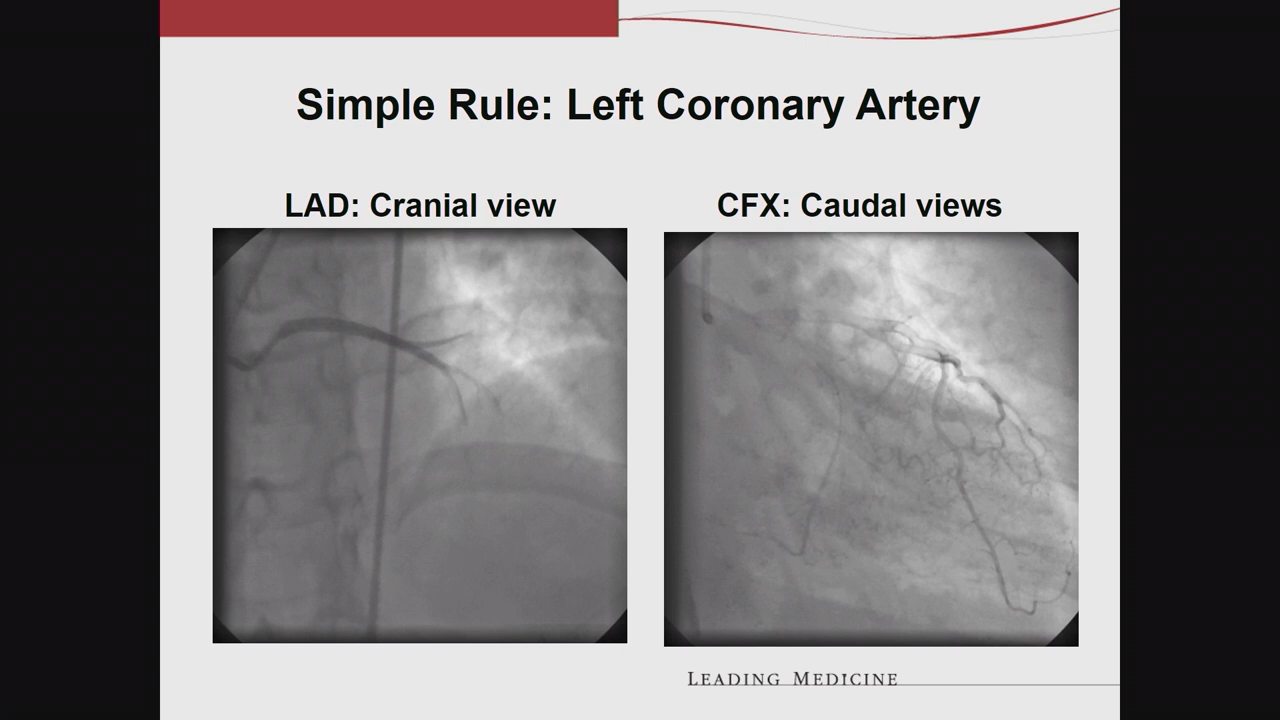 Simple Rule: Left Coronary Artery
LAD: Cranial view
CFX: Caudal views
LEADING MEDICINE